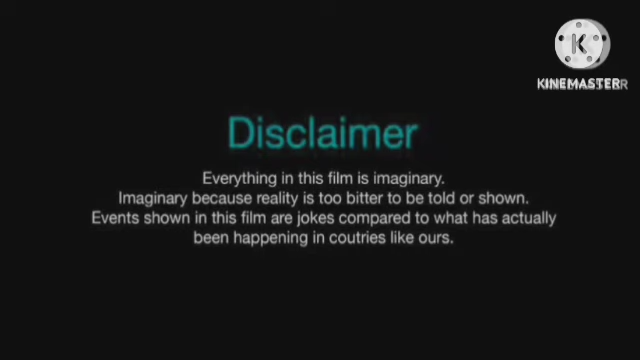 KINEMASTER
Disclaimer
Everything in this film is imaginary.
Imaginary because reality is too bitter to be told or shown.
Events shown in this film are jokes compared to what has actually
been happening in coutries like ours.